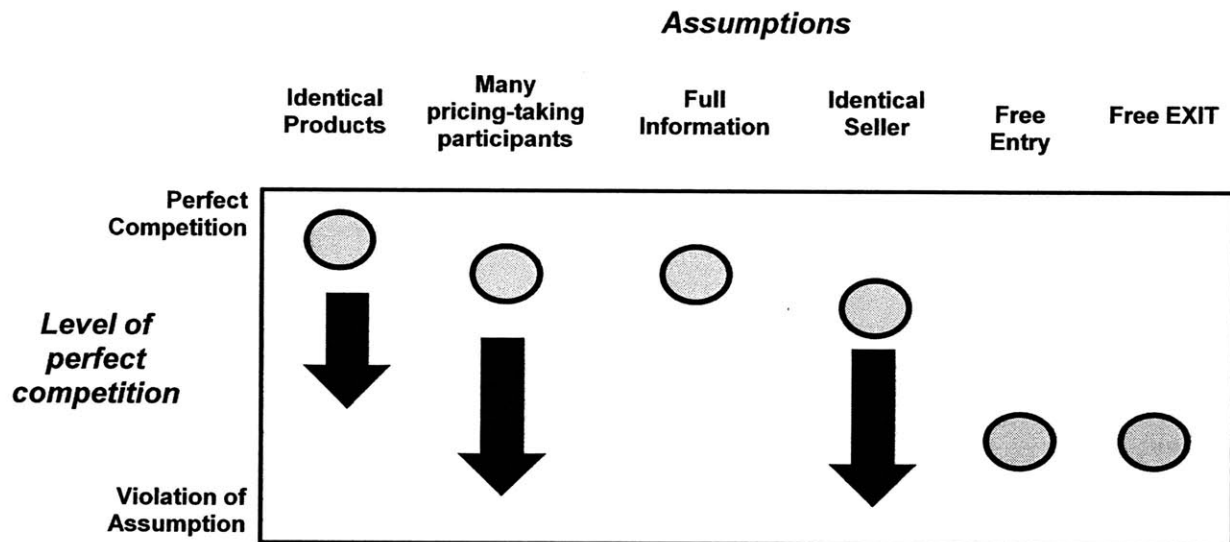 Assumptions
Identical
Products
Many
pricing-taking
participants
Full
Information
Identical
Seller
Free
Entry
Free EXIT
Perfect
Competition
Level of
perfect
competition
Violation of
Assumption